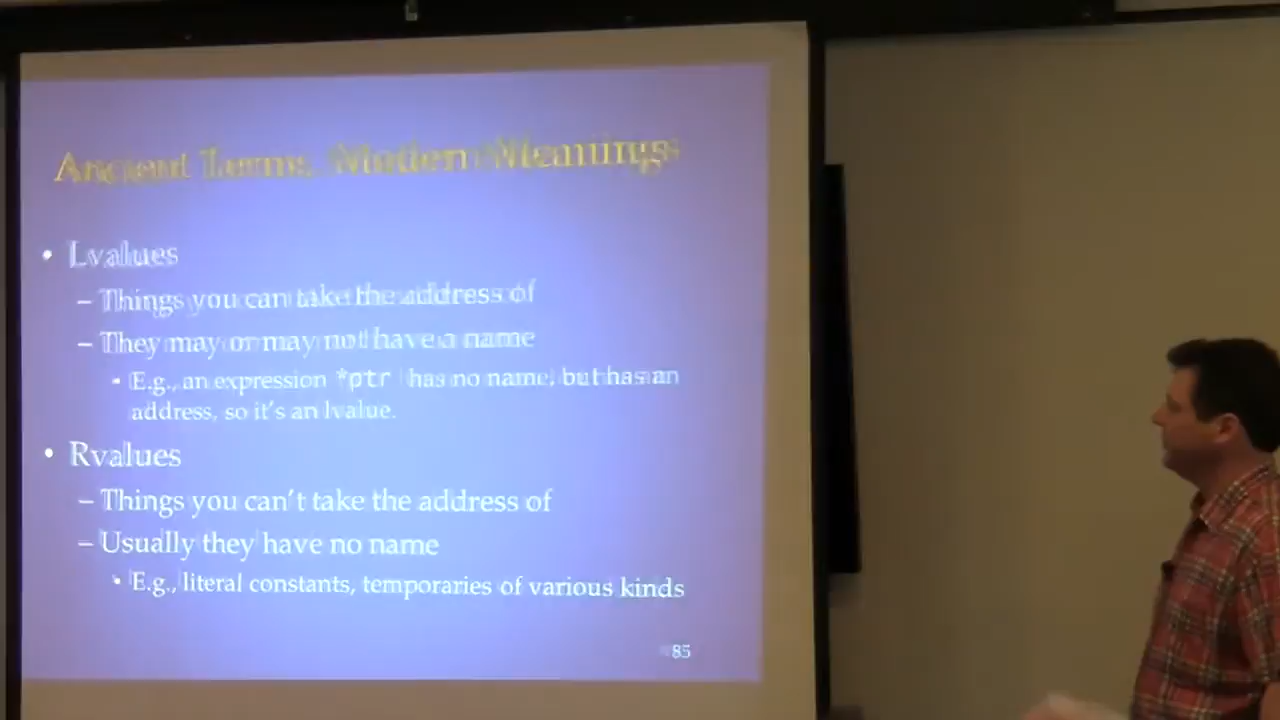 Ancient Terms, Modern Meanings
• Lvalues
– Things you can take the address of
– They may or may not have a name
• E.g., an expression *ptr has no name, but has an
address, so it's an lvalue.
• Rvalues
– Things you can't take the address of
– Usually they have no name
• E.g., literal constants, temporaries of various kinds
85